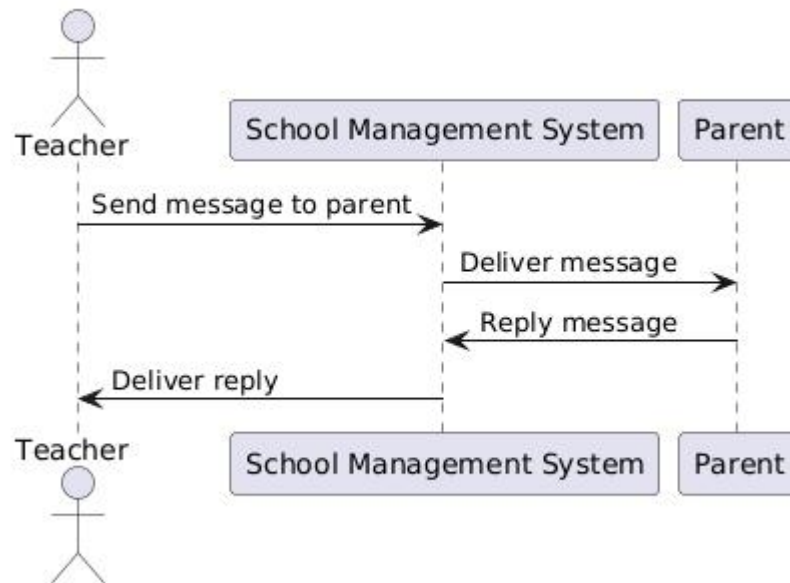 Teacher
School Management System
Parent
Send message to parent
Deliver message
Reply message
Deliver reply
Teacher
School Management System
Parent